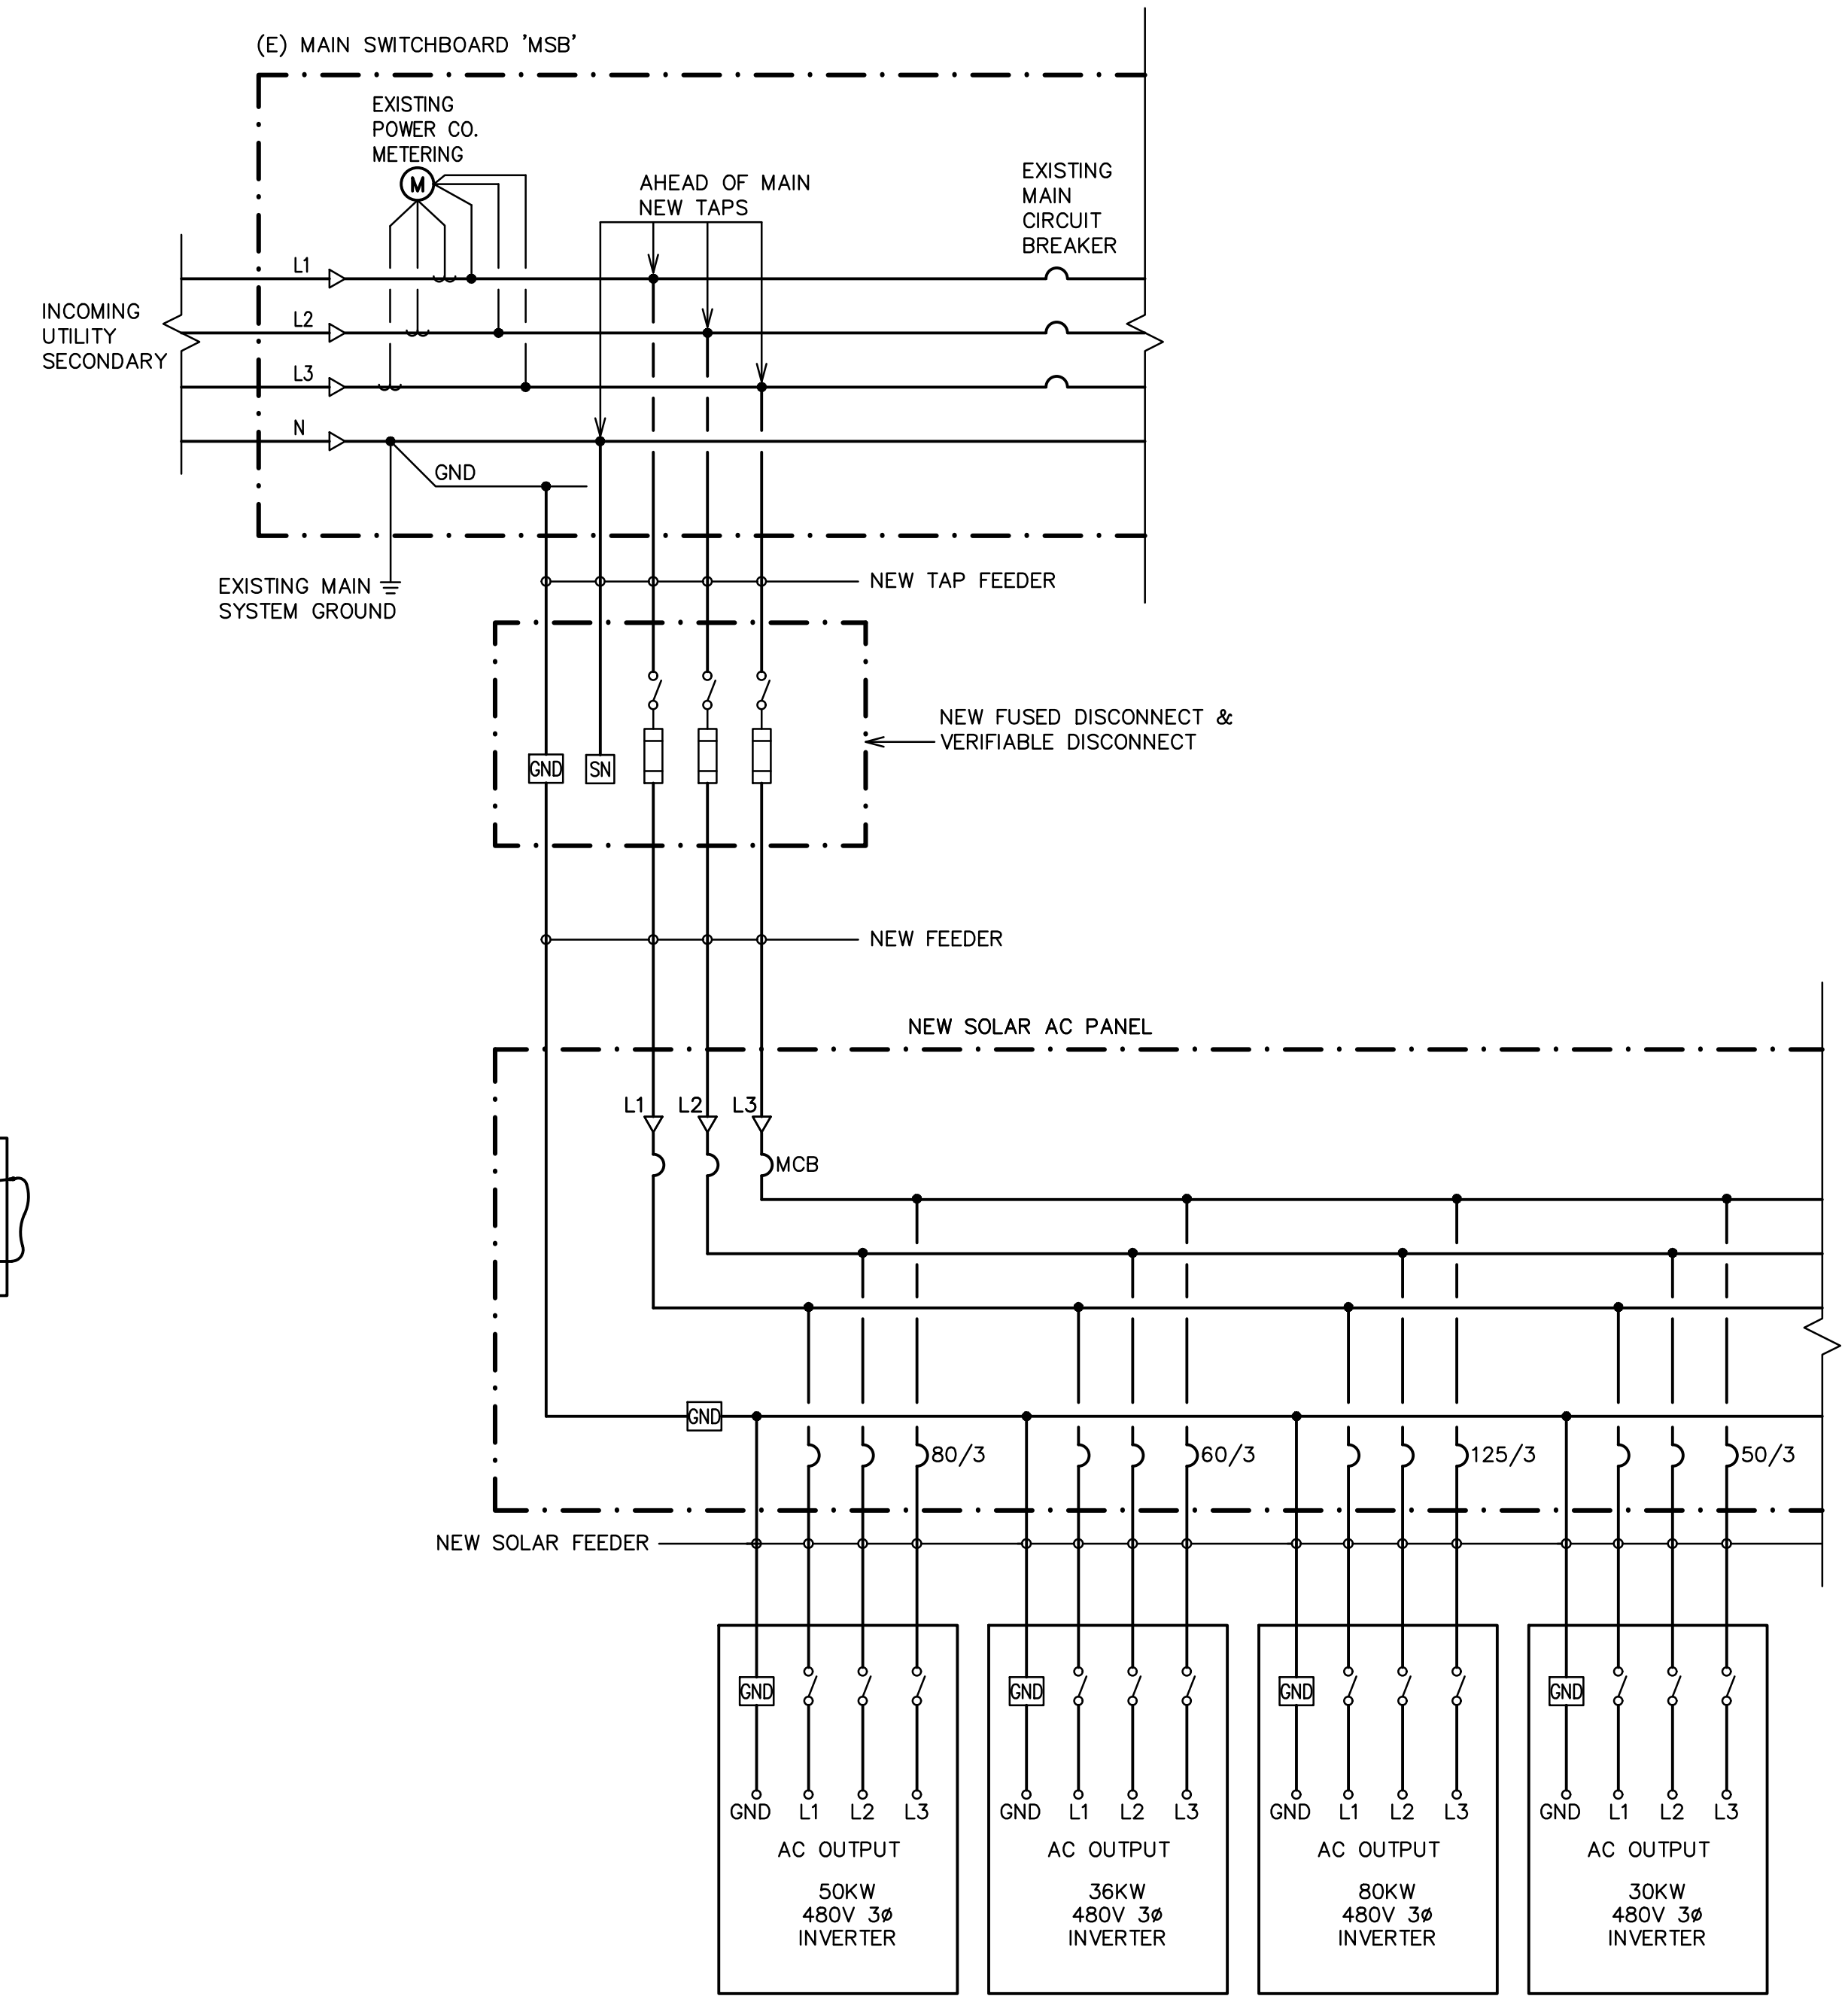 (E) MAIN SWITCHBOARD 'MSB'
EXISTING
POWER CO.
METERING
M
AHEAD OF MAIN
NEW TAPS
EXISTING
MAIN
CIRCUIT
BREAKER
INCOMING
UTILITY
SECONDARY
L1
L2
L3
N
GND
EXISTING MAIN
SYSTEM GROUND
NEW TAP FEEDER
NEW FUSED DISCONNECT &
VERIFIABLE DISCONNECT
GND
SN
NEW FEEDER
NEW SOLAR AC PANEL
L1 L2 L3
MCB
GND
80/3
60/3
125/3
50/3
NEW SOLAR FEEDER
GND
GND L1 L2 L3
AC OUTPUT
50KW
480V 3ø
INVERTER
GND
GND L1 L2 L3
AC OUTPUT
36KW
480V 3ø
INVERTER
GND
GND L1 L2 L3
AC OUTPUT
80KW
480V 3ø
INVERTER
GND
GND L1 L2 L3
AC OUTPUT
30KW
480V 3ø
INVERTER